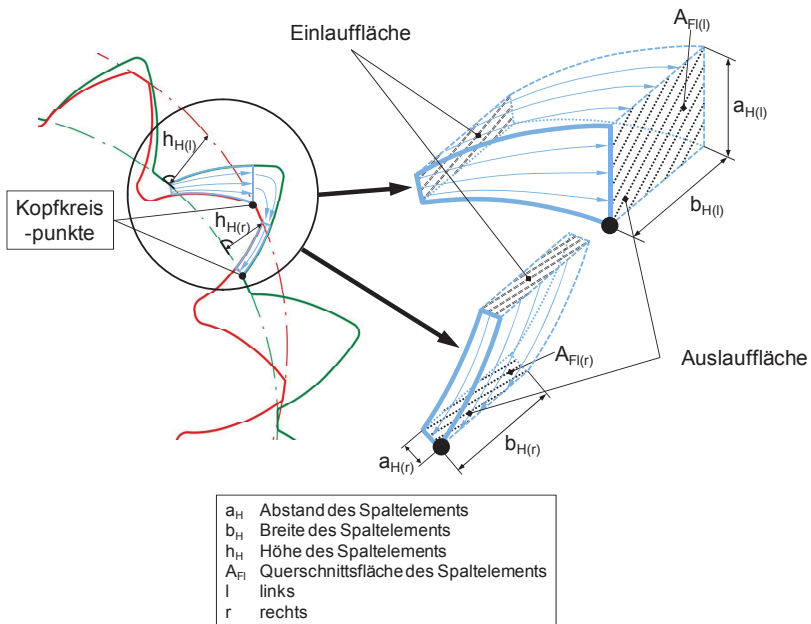 Einlauffläche
A_Fl(l)
a_H(l)
h_H(l)
b_H(l)
Kopfkreis
-punkte
h_H(r)
A_Fl(r)
Auslauffläche
a_H(r)
b_H(r)
a_H Abstand des Spaltelements
b_H Breite des Spaltelements
h_H Höhe des Spaltelements
A_Fl Querschnittsfläche des Spaltelements
l links
r rechts